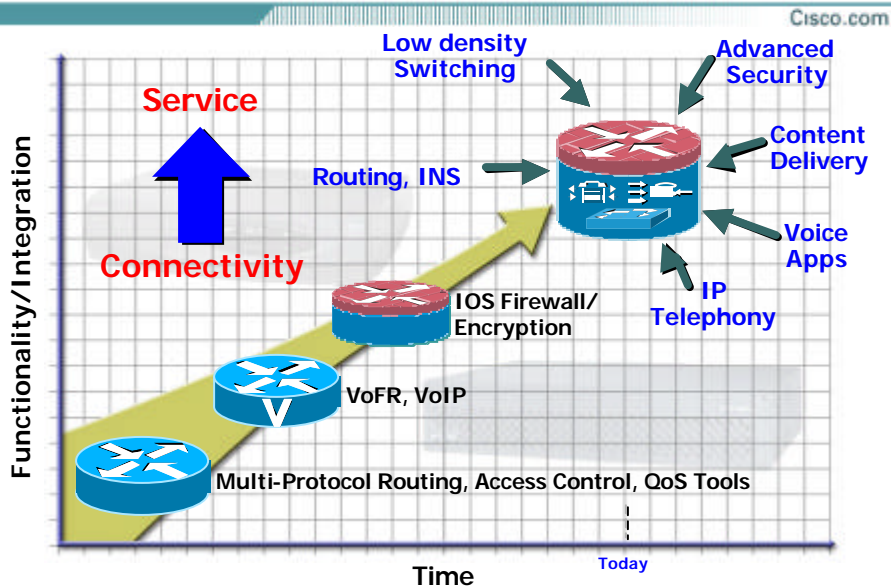 Cisco.com
Low density
Switching
Advanced
Security
Service
Content
Delivery
Routing, INS
Voice
Apps
Connectivity
IP
Telephony
IOS Firewall/
Encryption
Functionality/Integration
VoFR, VoIP
V
Multi-Protocol Routing, Access Control, QoS Tools
Today
Time